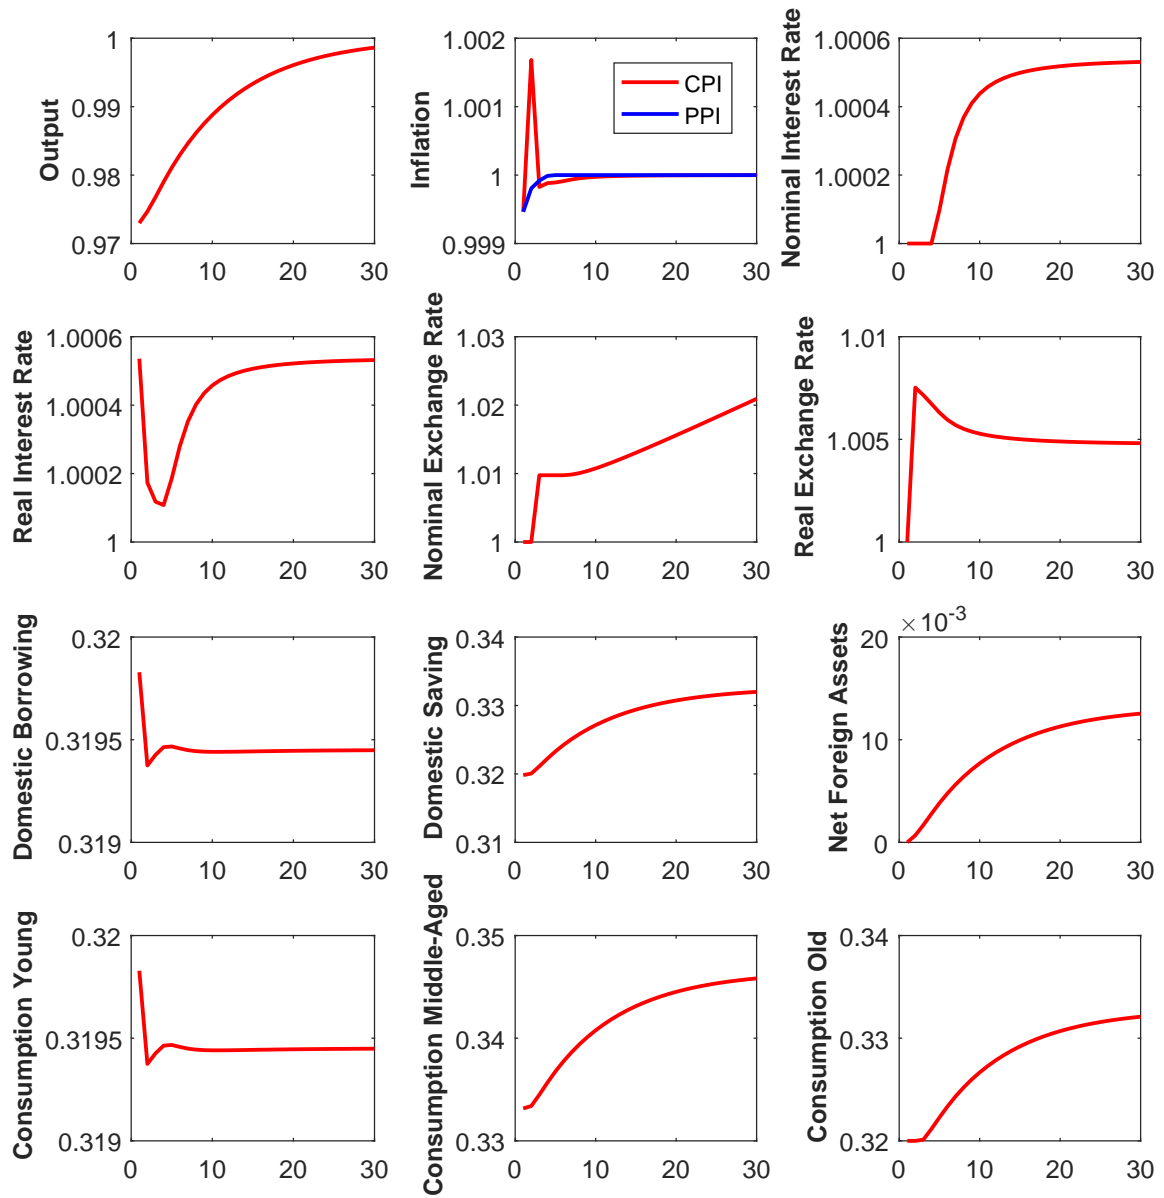 Output
1
0.99
0.98
0.97
0 10 20 30
Inflation
1.002
1.001
1
0.999
0 10 20 30
CPI
PPI
Nominal Interest Rate
1.0006
1.0004
1.0002
1
0 10 20 30
Real Interest Rate
1.0006
1.0004
1.0002
1
0 10 20 30
Nominal Exchange Rate
1.03
1.02
1.01
1
0 10 20 30
Real Exchange Rate
1.01
1.005
1
0 10 20 30
Domestic Borrowing
0.32
0.3195
0.319
0 10 20 30
Domestic Saving
0.34
0.33
0.32
0.31
0 10 20 30
Net Foreign Assets
×10⁻³
20
10
0
0 10 20 30
Consumption Young
0.32
0.3195
0.319
0 10 20 30
Consumption Middle-Aged
0.35
0.34
0.33
0 10 20 30
Consumption Old
0.34
0.33
0.32
0 10 20 30